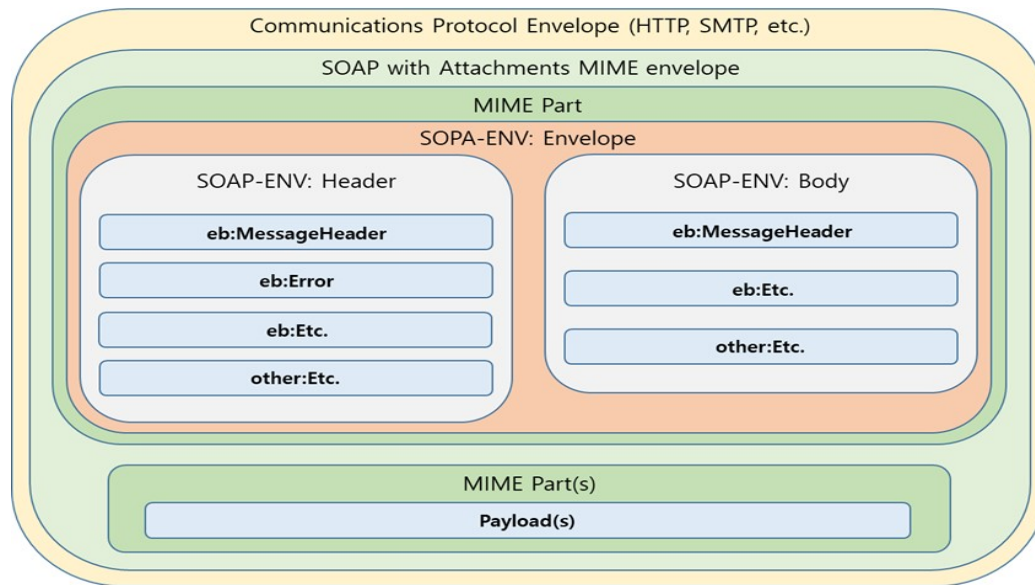 Communications Protocol Envelope (HTTP, SMTP, etc.)
SOAP with Attachments MIME envelope
MIME Part
SOPA-ENV: Envelope
SOAP-ENV: Header
eb:MessageHeader
eb:Error
eb:Etc.
other:Etc.
SOAP-ENV: Body
eb:MessageHeader
eb:Etc.
other:Etc.
MIME Part(s)
Payload(s)